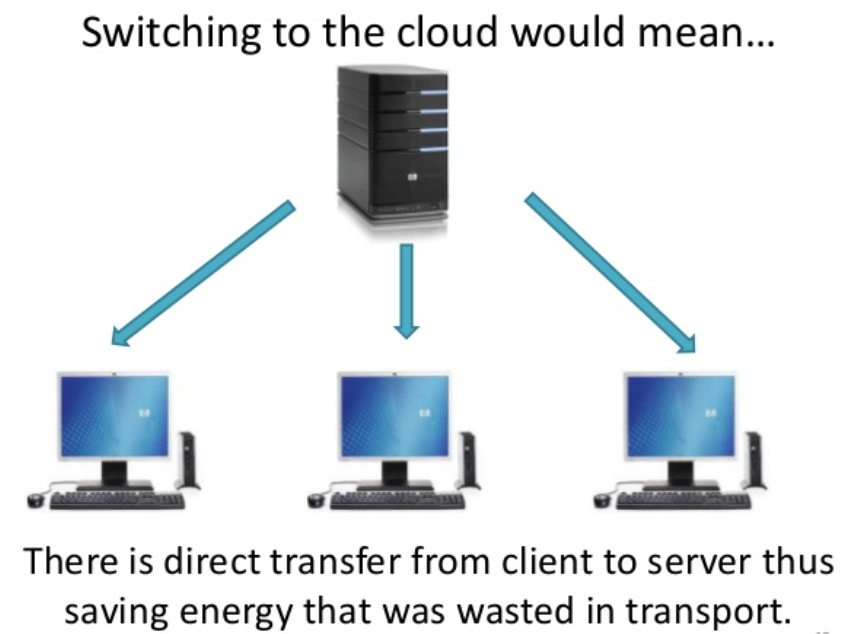 Switching to the cloud would mean...
There is direct transfer from client to server thus
saving energy that was wasted in transport.